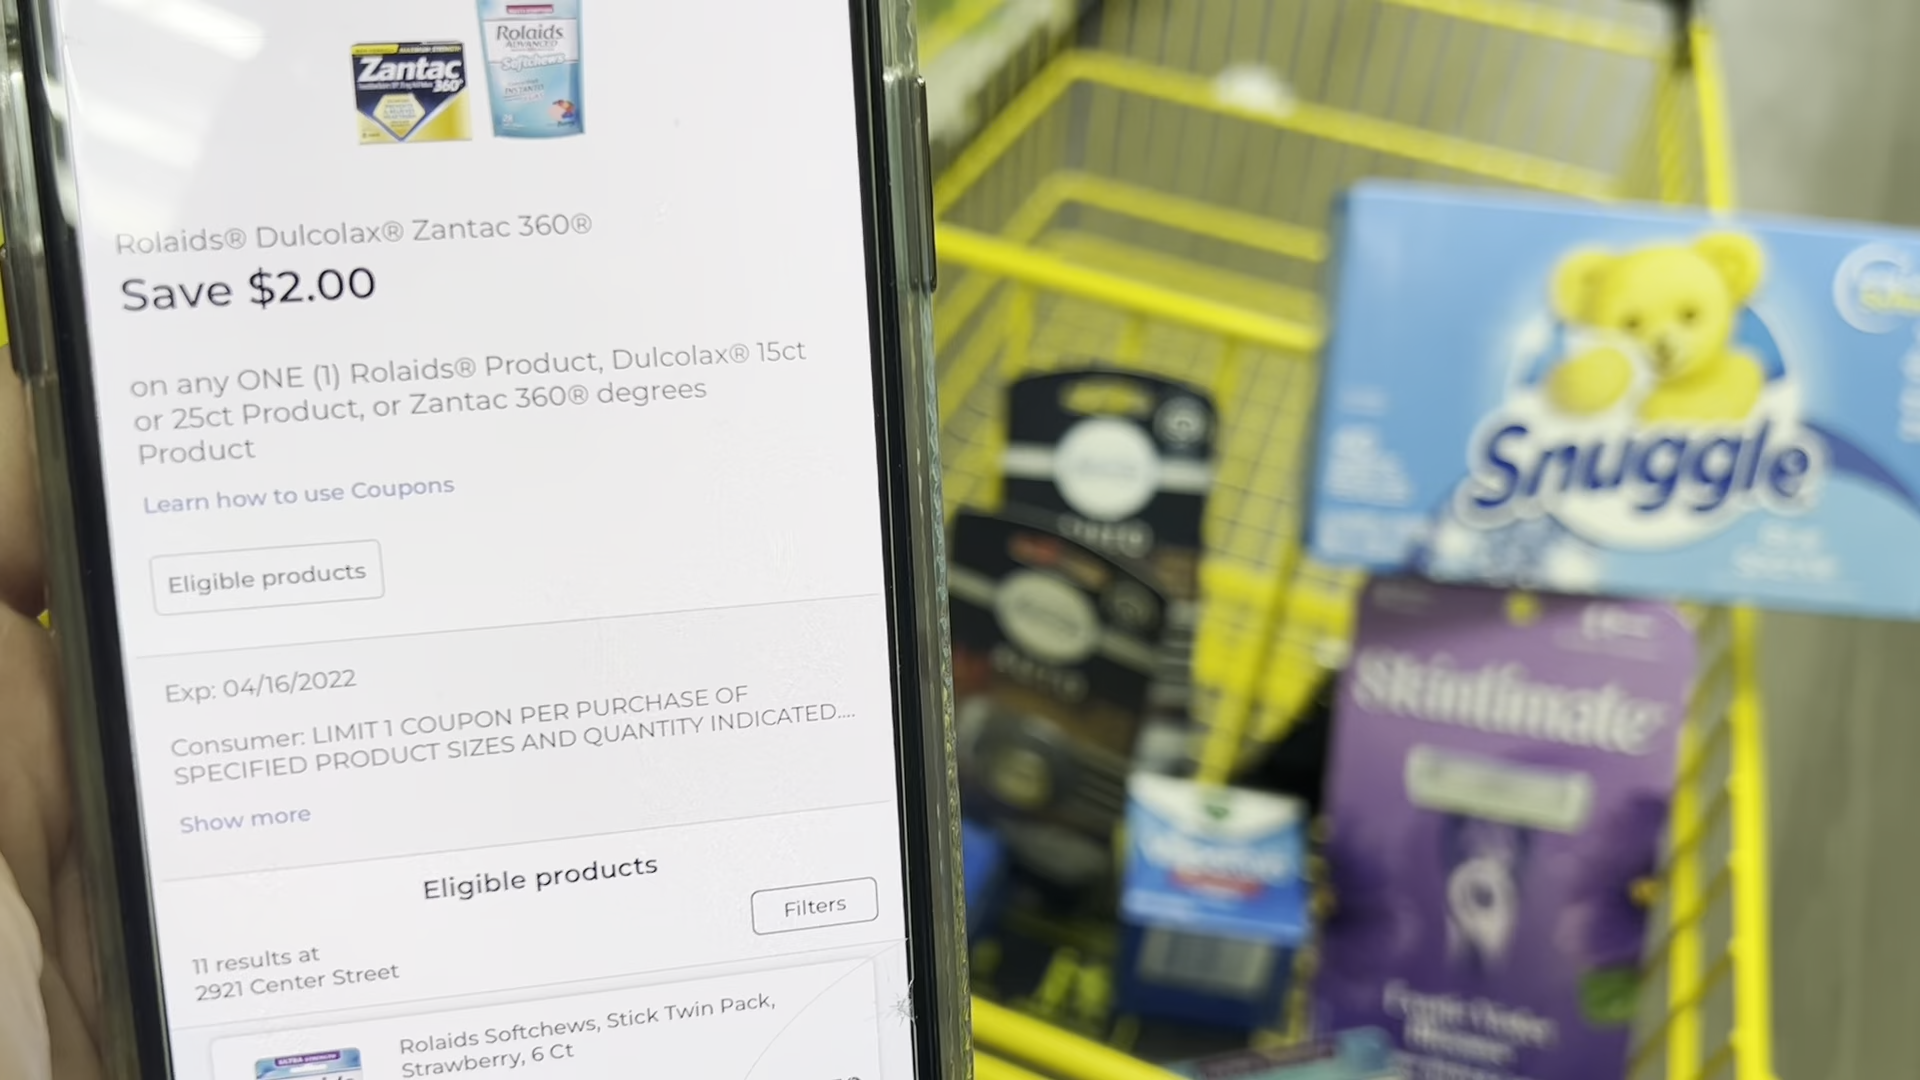 Zantac
360°
Rolaids
ADVANCED
Softchews
Rolaids® Dulcolax® Zantac 360®
Save $2.00
on any ONE (1) Rolaids® Product, Dulcolax® 15ct
or 25ct Product, or Zantac 360® degrees
Product
Learn how to use Coupons
Eligible products
Exp: 04/16/2022
Consumer: LIMIT 1 COUPON PER PURCHASE OF
SPECIFIED PRODUCT SIZES AND QUANTITY INDICATED....
Show more
Eligible products
Filters
11 results at
2921 Center Street
Rolaids Softchews, Stick Twin Pack,
Strawberry, 6 Ct
ULTRA STRENGTH
Snuggle
Skintimate